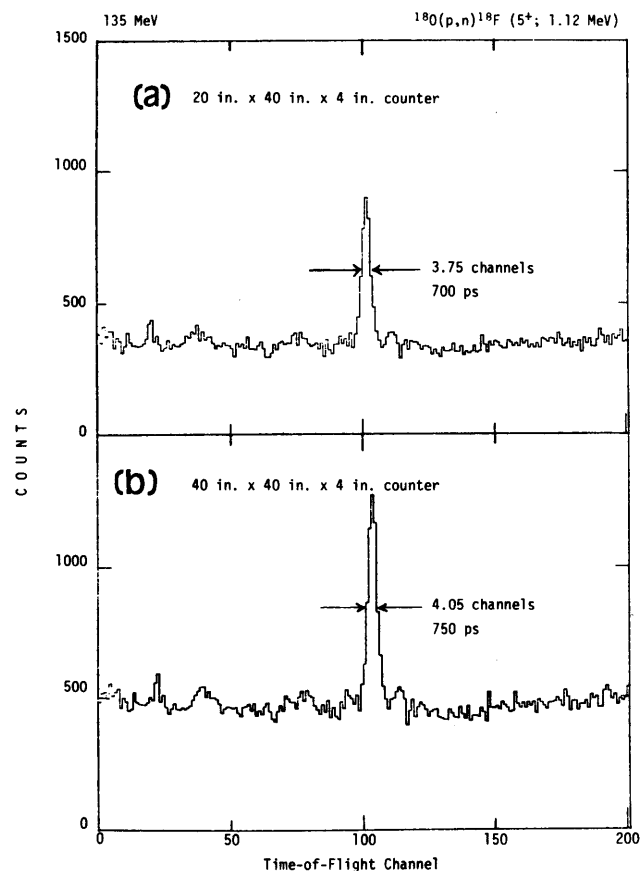 135 MeV
¹⁸O(p,n)¹⁸F (5⁺; 1.12 MeV)
1500
(a) 20 in. x 40 in. x 4 in. counter
1000
3.75 channels
700 ps
500
0
COUNTS
(b) 40 in. x 40 in. x 4 in. counter
1000
4.05 channels
750 ps
500
0
0 50 100 150 200
Time-of-Flight Channel